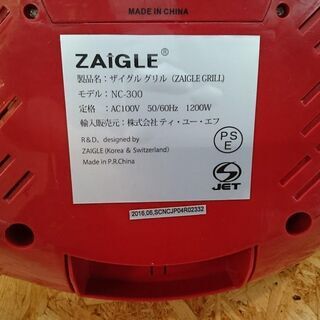 MADE IN CHINA
ZAiGLE®
製品名：ザイグル グリル（ZAIGLE GRILL）
モデル：NC-300
定格　：AC100V　50/60Hz　1200W
輸入販売元：株式会社 ティ・ユー・エフ
R＆D，designed by
ZAIGLE(Korea ＆ Switzerland)
Made in P.R.China
PS
E
JET
2016,06,SCNCJP04R02332